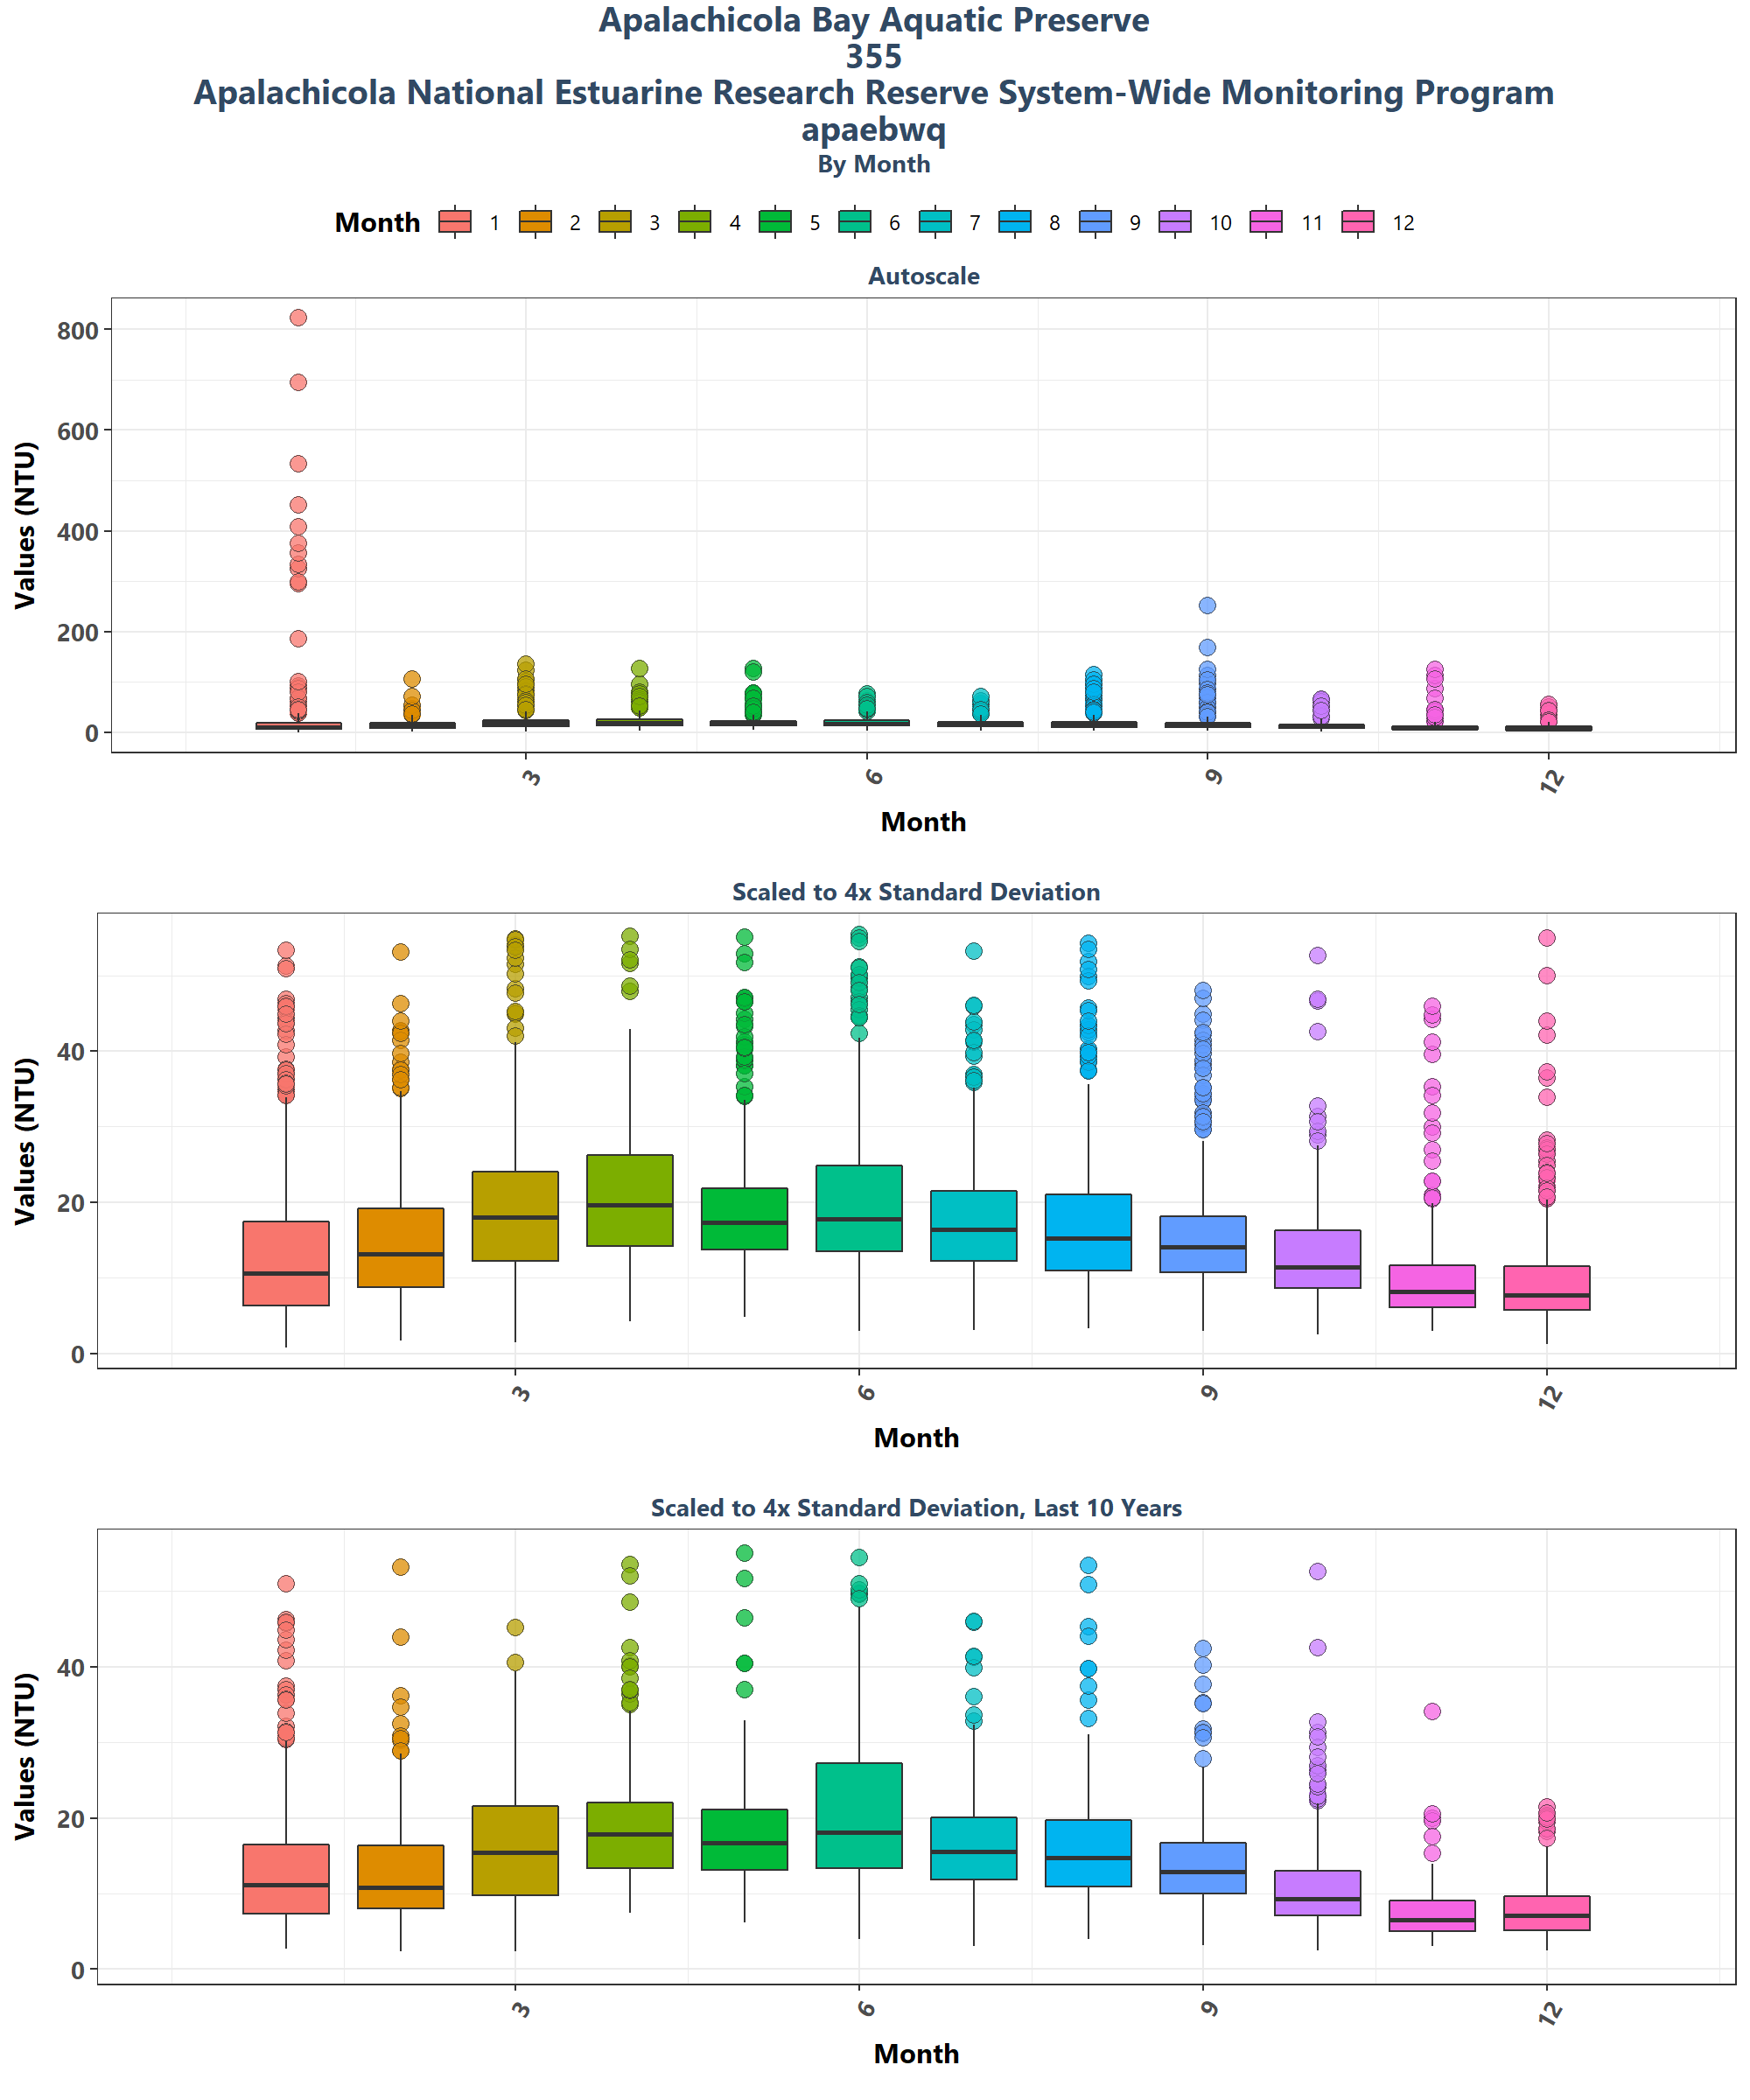 Apalachicola Bay Aquatic Preserve
355
Apalachicola National Estuarine Research Reserve System-Wide Monitoring Program
apaebwq
By Month
Month 1 2 3 4 5 6 7 8 9 10 11 12
Autoscale
Values (NTU)
800
600
400
200
0
3 6 9 12
Month
Scaled to 4x Standard Deviation
Values (NTU)
40
20
0
3 6 9 12
Month
Scaled to 4x Standard Deviation, Last 10 Years
Values (NTU)
40
20
0
3 6 9 12
Month